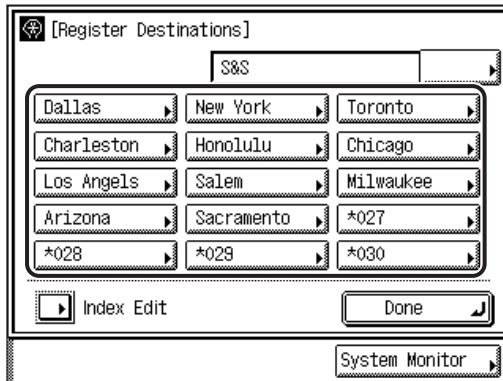 [Register Destinations]
S&S
Dallas New York Toronto
Charleston Honolulu Chicago
Los Angels Salem Milwaukee
Arizona Sacramento *027
*028 *029 *030
Index Edit Done
System Monitor